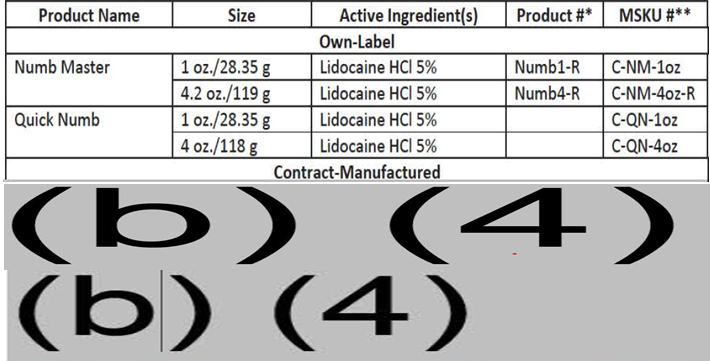 Product Name Size Active Ingredient(s) Product #* MSKU #**
Own-Label
Numb Master 1 oz./28.35 g Lidocaine HCl 5% Numb1-R C-NM-1oz
4.2 oz./119 g Lidocaine HCl 5% Numb4-R C-NM-4oz-R
Quick Numb 1 oz./28.35 g Lidocaine HCl 5% C-QN-1oz
4 oz./118 g Lidocaine HCl 5% C-QN-4oz
Contract-Manufactured
(b) (4)
(b) (4)